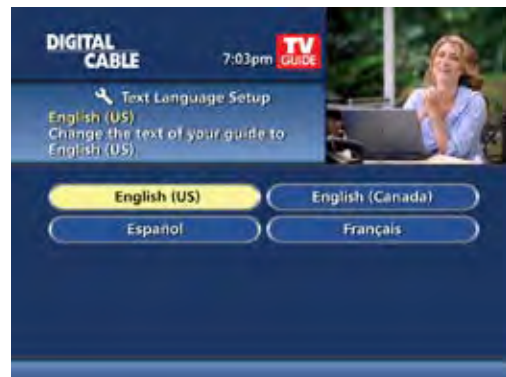 DIGITAL
CABLE
7:03pm
TV
GUIDE
Text Language Setup
English (US)
Change the text of your guide to
English (US).
English (US)
English (Canada)
Español
Français